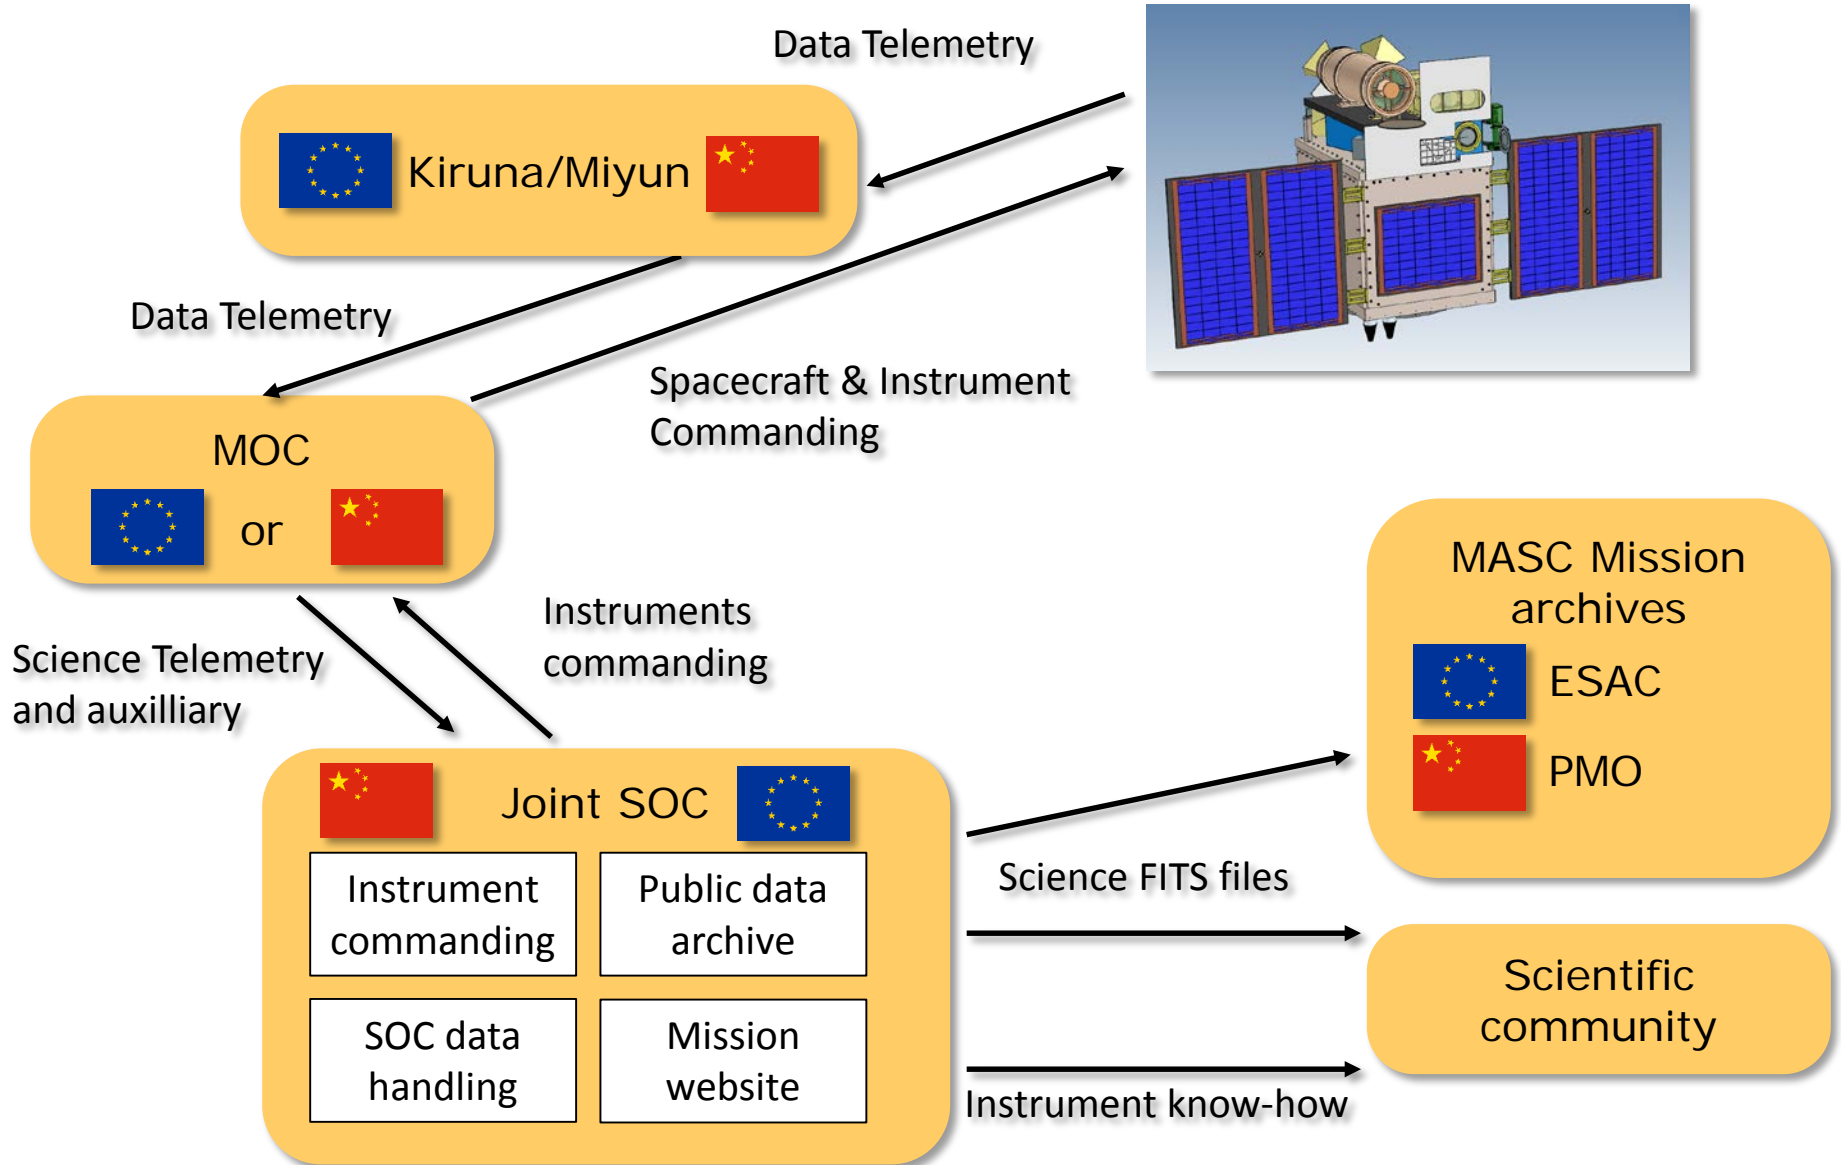 Data Telemetry
Kiruna/Miyun
Data Telemetry
Spacecraft & Instrument
Commanding
MOC
or
Instruments
commanding
Science Telemetry
and auxilliary
MASC Mission
archives
ESAC
PMO
Joint SOC
Instrument
commanding
Public data
archive
SOC data
handling
Mission
website
Science FITS files
Scientific
community
Instrument know-how